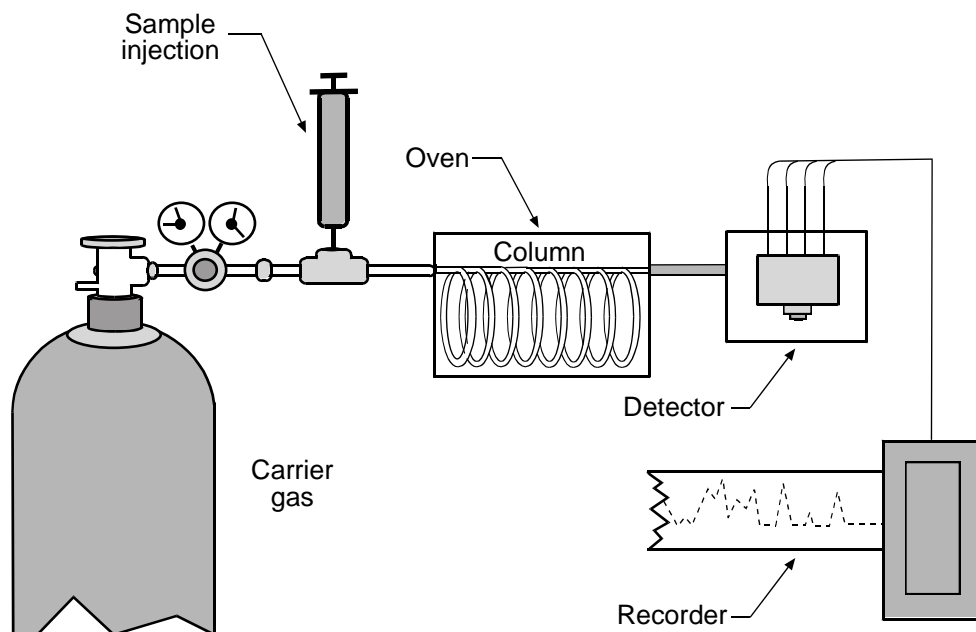 Sample
injection
Oven
Column
Detector
Carrier
gas
Recorder